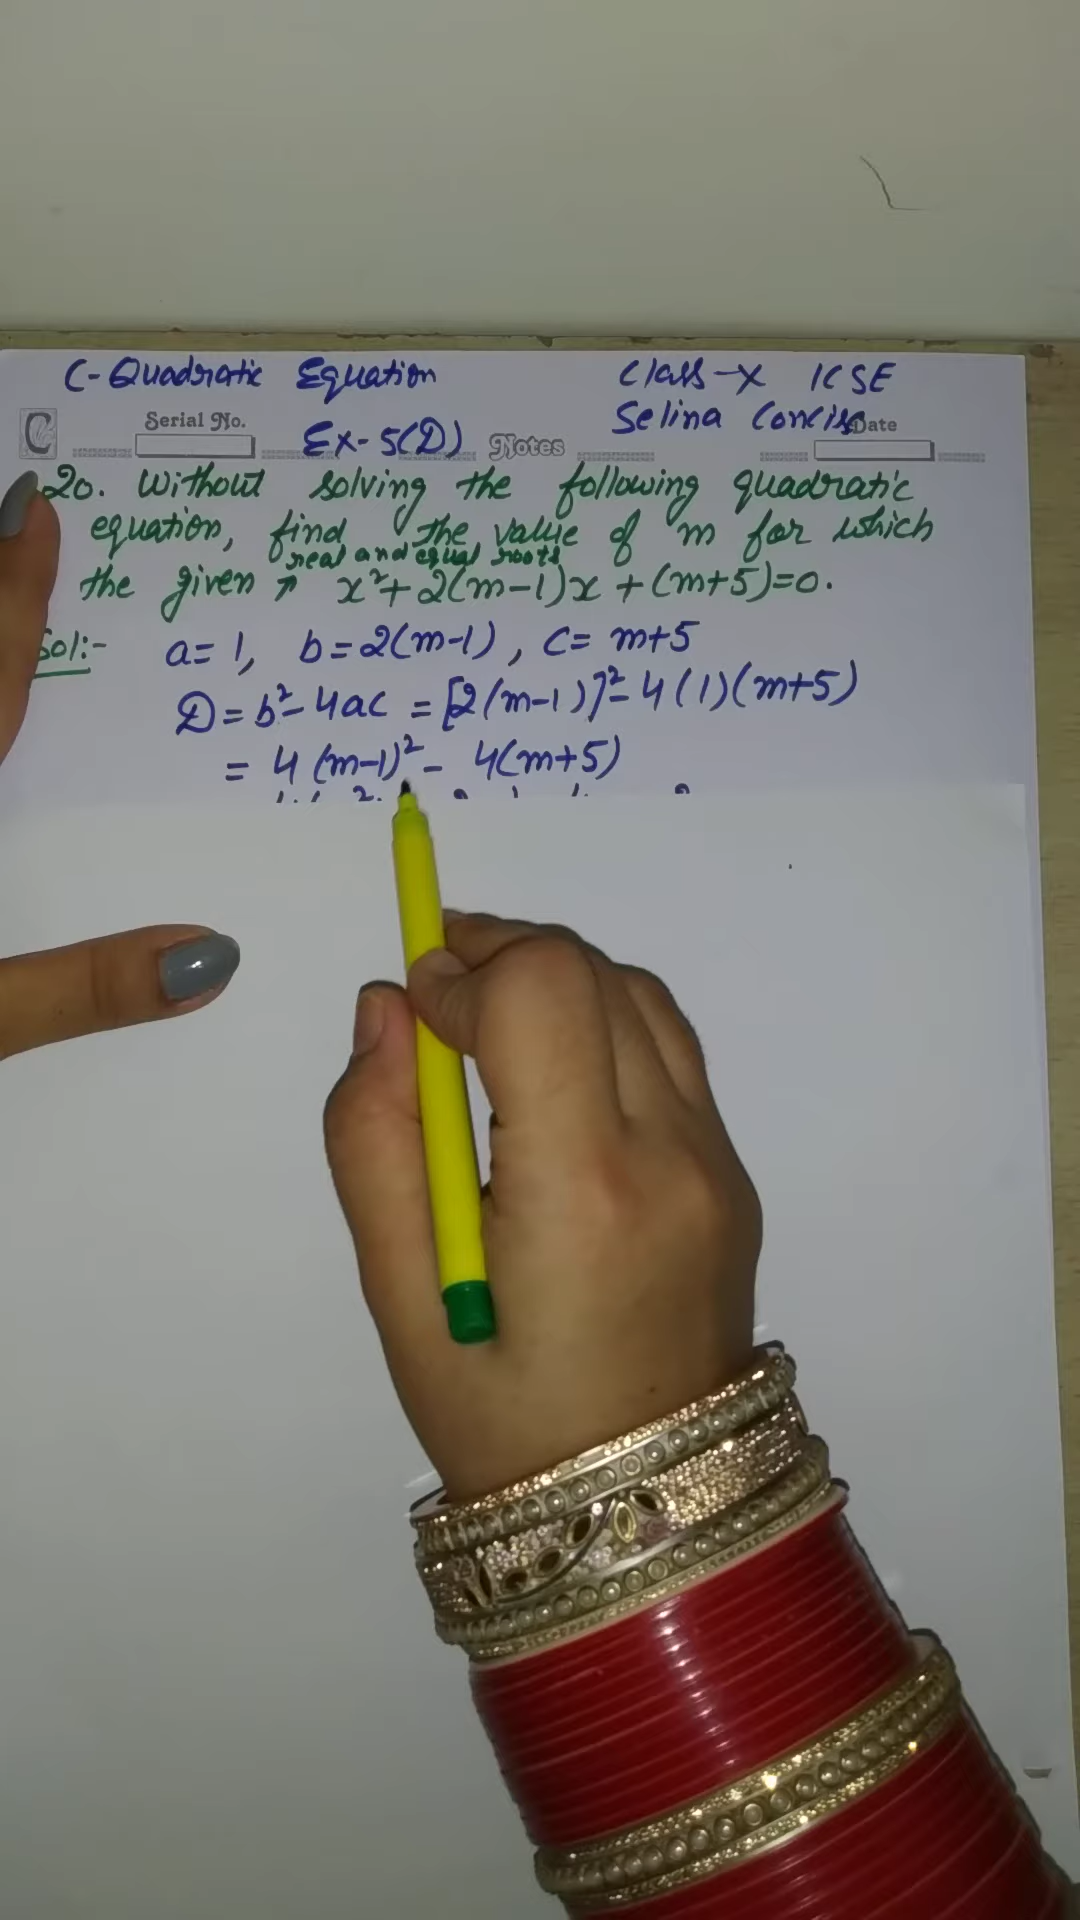 C-Quadratic Equation Class-X ICSE
Serial No. Ex-5(D) Notes Selina Concise Date
C
20. Without solving the following quadratic
equation, find the value of m for which
real and equal roots
the given ↗ x²+2(m-1)x+(m+5)=0.
Sol:- a=1, b=2(m-1), c=m+5
D=b²-4ac =[2(m-1)]²-4(1)(m+5)
= 4(m-1)²- 4(m+5)